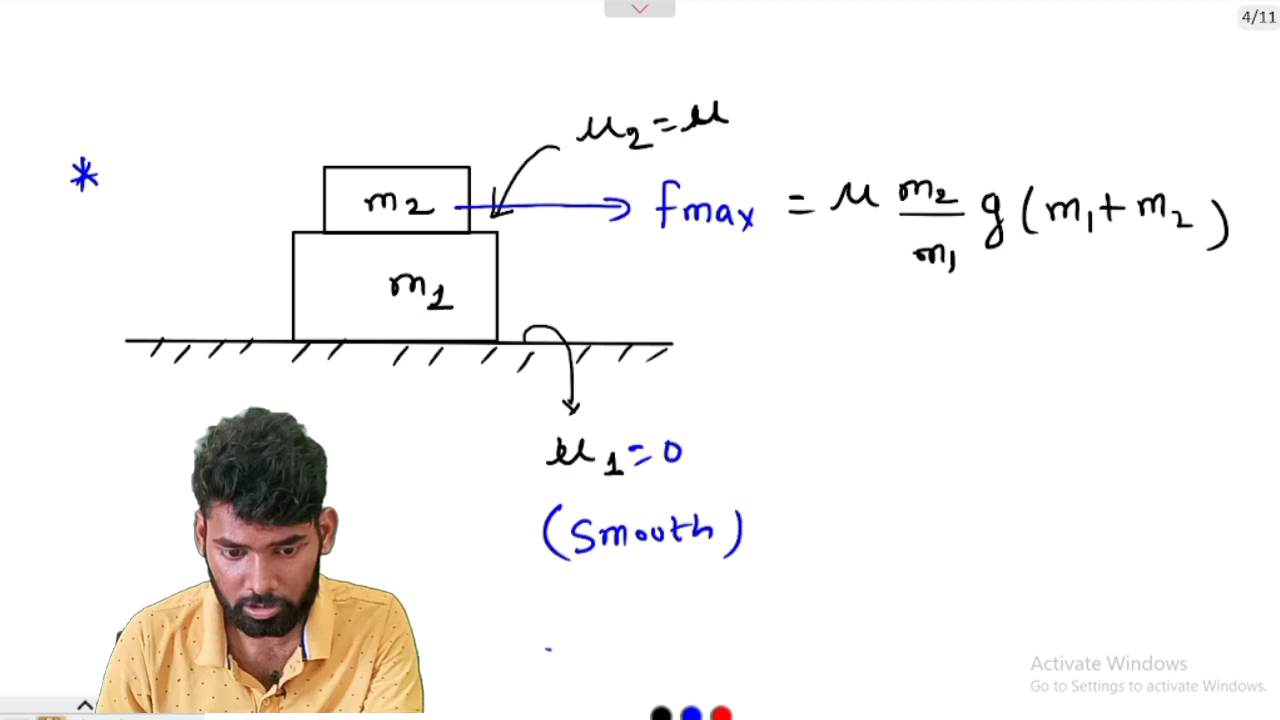 4/11
μ₂ = μ
*
m₂
Fmax = μ m₂/m₁ g (m₁ + m₂)
m₁
μ₁ = 0
(Smooth)
Activate Windows
Go to Settings to activate Windows.